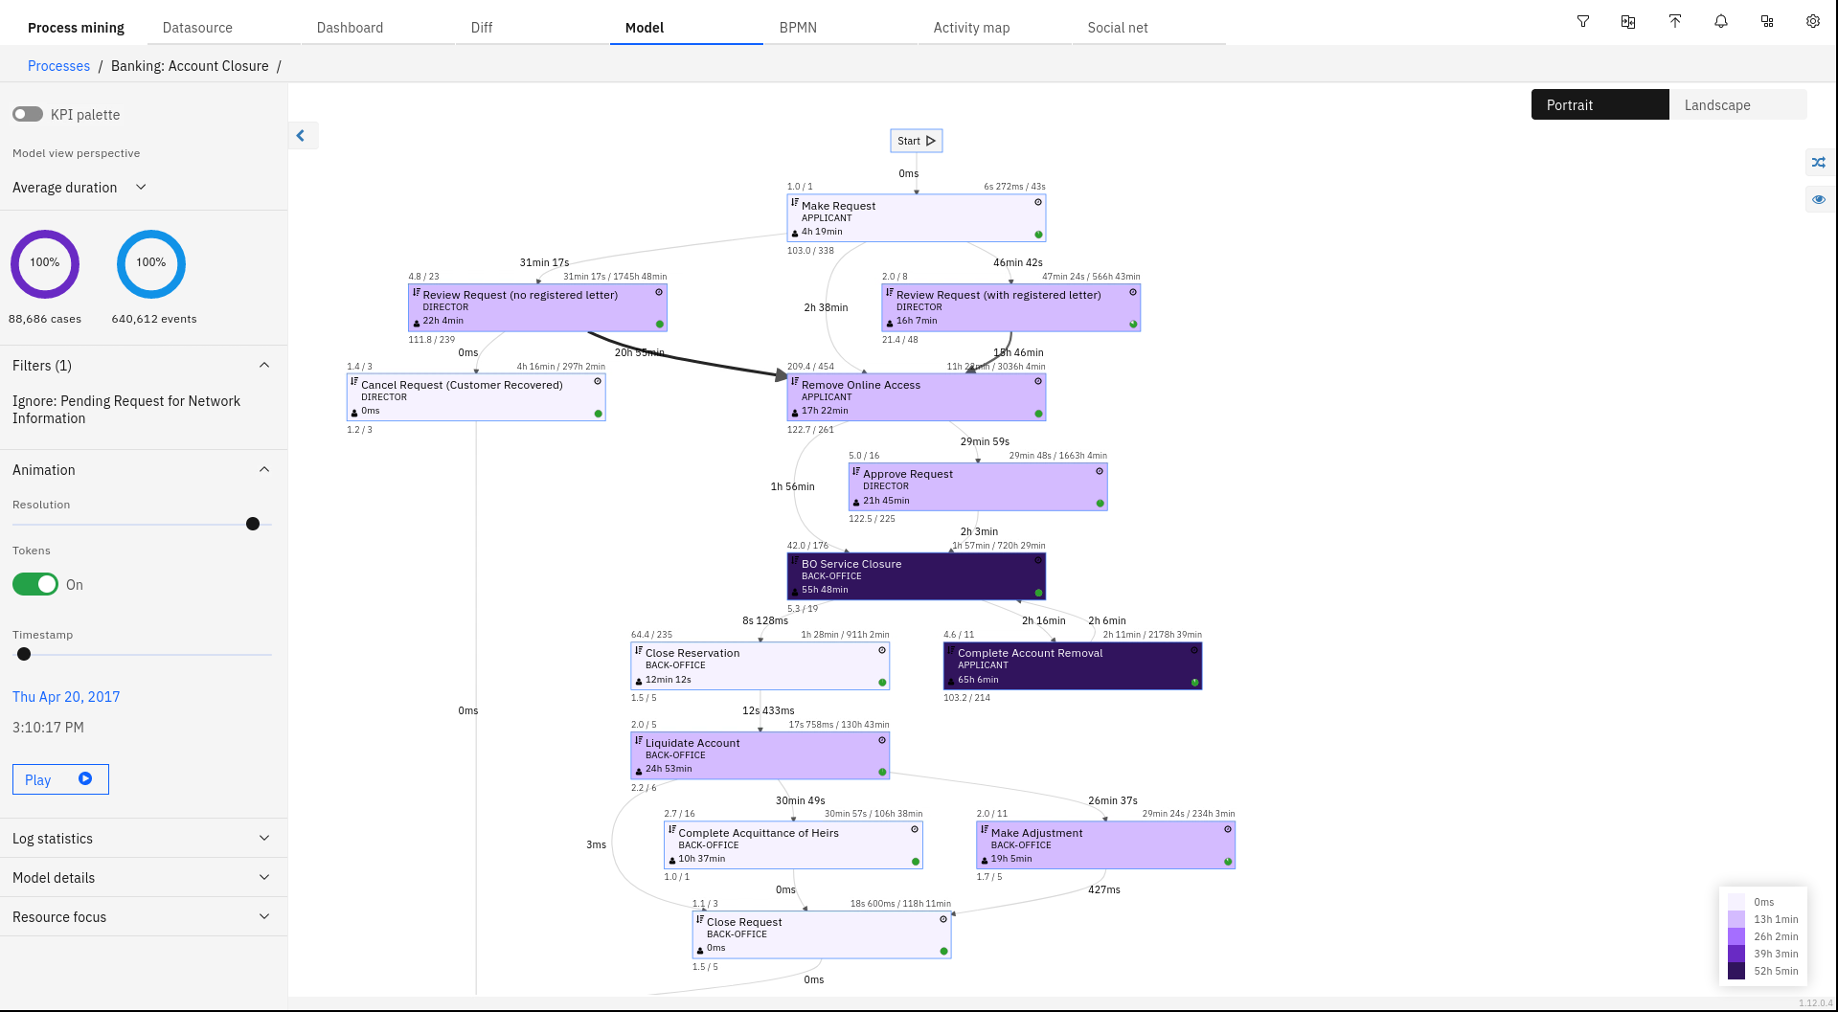 Process mining
Datasource
Dashboard
Diff
Model
BPMN
Activity map
Social net
Processes / Banking: Account Closure /
KPI palette
Model view perspective
Average duration
100%
100%
88,686 cases
640,612 events
Filters (1)
Ignore: Pending Request for Network
Information
Animation
Resolution
Tokens
On
Timestamp
Thu Apr 20, 2017
3:10:17 PM
Play
Log statistics
Model details
Resource focus
Portrait
Landscape
Start
0ms
1.0 / 1
6s 272ms / 43s
Make Request
APPLICANT
4h 19min
103.0 / 338
31min 17s
46min 42s
2h 38min
4.8 / 23
31min 17s / 1745h 48min
Review Request (no registered letter)
DIRECTOR
22h 4min
111.8 / 239
2.0 / 8
47min 24s / 566h 43min
Review Request (with registered letter)
DIRECTOR
16h 7min
21.4 / 48
0ms
20h 55min
15h 46min
1.4 / 3
4h 16min / 297h 2min
Cancel Request (Customer Recovered)
DIRECTOR
0ms
1.2 / 3
209.4 / 454
/ 3036h 4min
Remove Online Access
APPLICANT
17h 22min
122.7 / 261
29min 59s
1h 56min
5.0 / 16
29min 48s / 1663h 4min
Approve Request
DIRECTOR
21h 45min
122.5 / 225
2h 3min
42.0 / 176
1h 57min / 720h 29min
BO Service Closure
BACK-OFFICE
55h 48min
5.3 / 19
8s 128ms
2h 16min
2h 6min
64.4 / 235
1h 28min / 911h 2min
Close Reservation
BACK-OFFICE
12min 12s
1.5 / 5
4.6 / 11
2h 11min / 2178h 39min
Complete Account Removal
APPLICANT
65h 6min
103.2 / 214
0ms
12s 433ms
2.0 / 5
17s 758ms / 130h 43min
Liquidate Account
BACK-OFFICE
24h 53min
2.2 / 6
30min 49s
26min 37s
3ms
2.7 / 16
30min 57s / 106h 38min
Complete Acquittance of Heirs
BACK-OFFICE
10h 37min
1.0 / 1
2.0 / 11
29min 24s / 234h 3min
Make Adjustment
BACK-OFFICE
19h 5min
1.7 / 5
0ms
427ms
1.1 / 3
18s 600ms / 118h 11min
Close Request
BACK-OFFICE
0ms
1.5 / 5
0ms
0ms
13h 1min
26h 2min
39h 3min
52h 5min
1.12.0.4